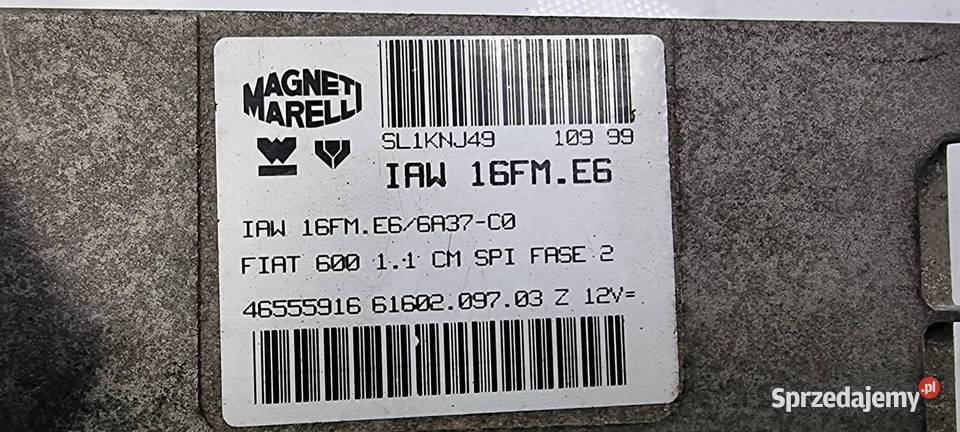 MAGNETI
MARELLI
SL1KNJ49 109 99
IAW 16FM.E6
IAW 16FM.E6/6A37-C0
FIAT 600 1.1 CM SPI FASE 2
46555916 61602.097.03 Z 12V=
Sprzedajemy.pl